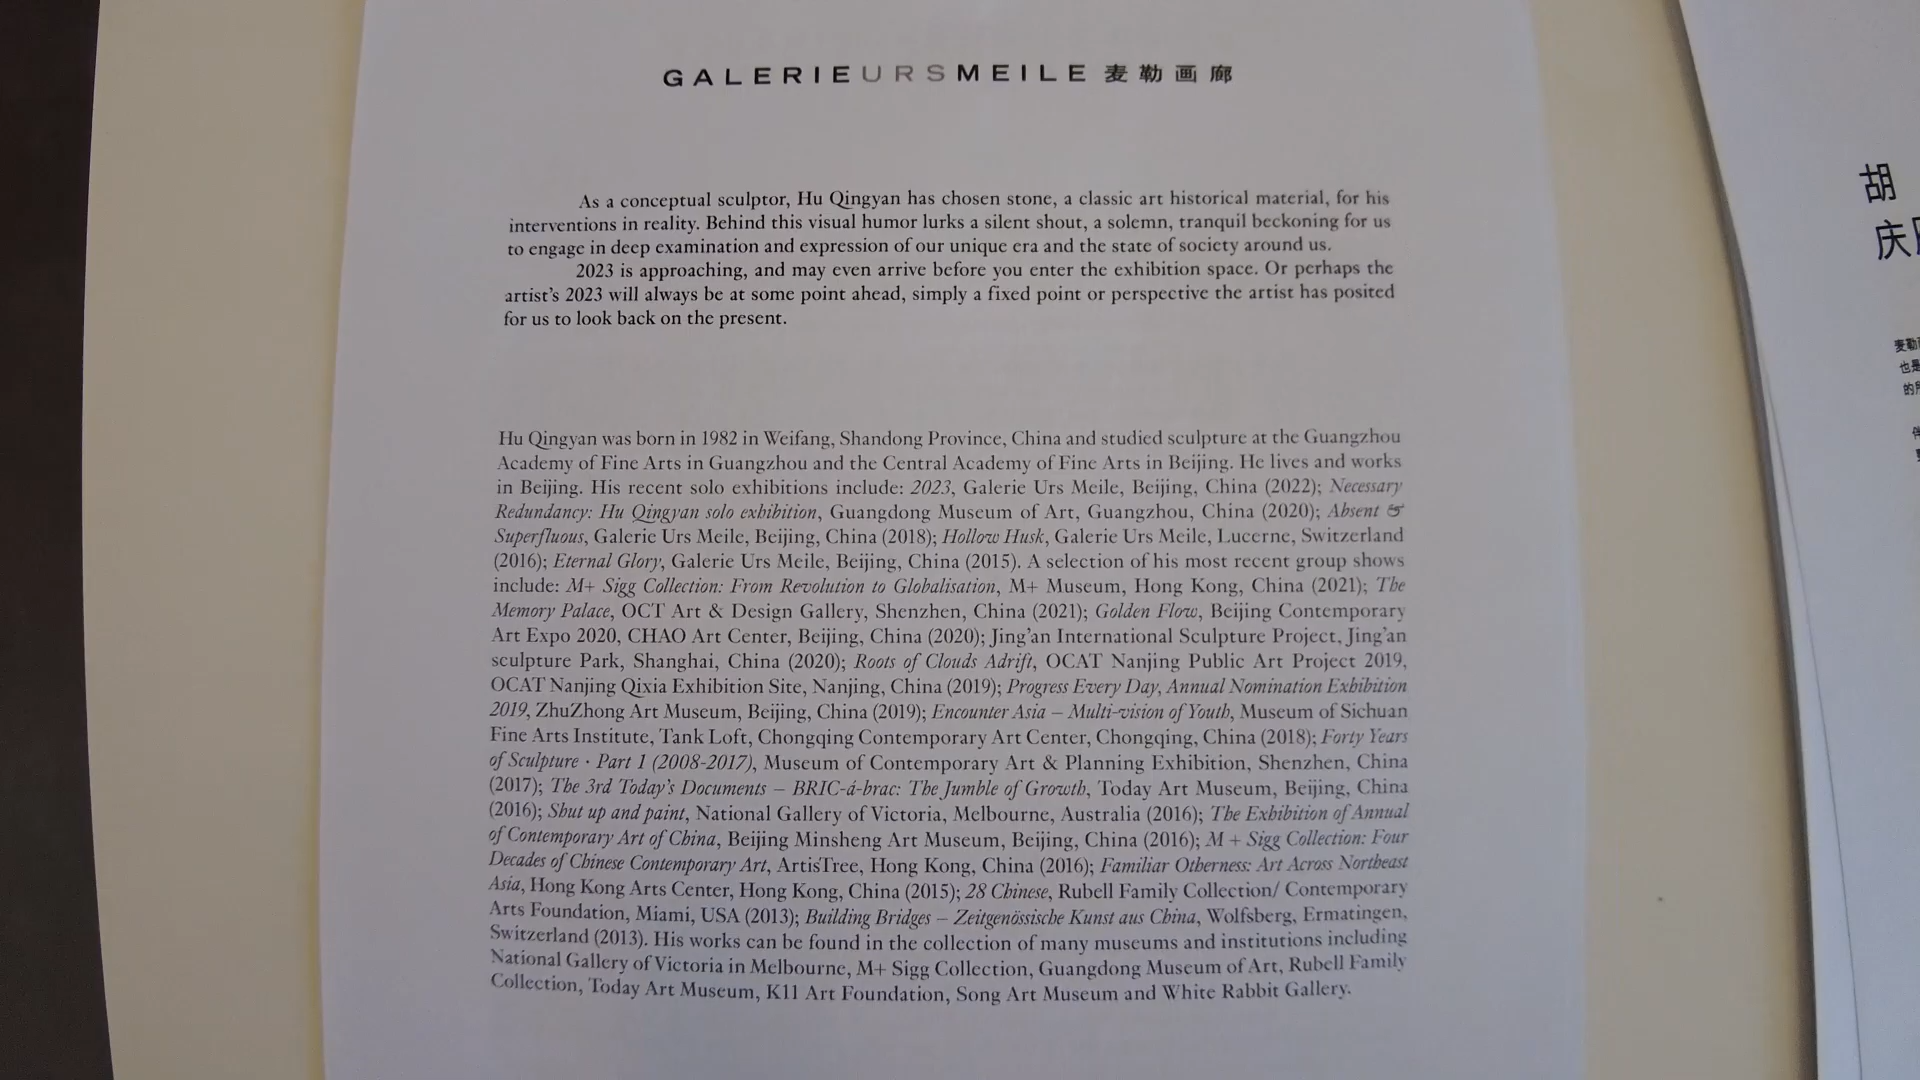 GALERIEURSMEILE 麦勒画廊
As a conceptual sculptor, Hu Qingyan has chosen stone, a classic art historical material, for his
interventions in reality. Behind this visual humor lurks a silent shout, a solemn, tranquil beckoning for us
to engage in deep examination and expression of our unique era and the state of society around us.
2023 is approaching, and may even arrive before you enter the exhibition space. Or perhaps the
artist’s 2023 will always be at some point ahead, simply a fixed point or perspective the artist has posited
for us to look back on the present.
Hu Qingyan was born in 1982 in Weifang, Shandong Province, China and studied sculpture at the Guangzhou
Academy of Fine Arts in Guangzhou and the Central Academy of Fine Arts in Beijing. He lives and works
in Beijing. His recent solo exhibitions include: 2023, Galerie Urs Meile, Beijing, China (2022); Necessary
Redundancy: Hu Qingyan solo exhibition, Guangdong Museum of Art, Guangzhou, China (2020); Absent &
Superfluous, Galerie Urs Meile, Beijing, China (2018); Hollow Husk, Galerie Urs Meile, Lucerne, Switzerland
(2016); Eternal Glory, Galerie Urs Meile, Beijing, China (2015). A selection of his most recent group shows
include: M+ Sigg Collection: From Revolution to Globalisation, M+ Museum, Hong Kong, China (2021); The
Memory Palace, OCT Art & Design Gallery, Shenzhen, China (2021); Golden Flow, Beijing Contemporary
Art Expo 2020, CHAO Art Center, Beijing, China (2020); Jing’an International Sculpture Project, Jing’an
sculpture Park, Shanghai, China (2020); Roots of Clouds Adrift, OCAT Nanjing Public Art Project 2019,
OCAT Nanjing Qixia Exhibition Site, Nanjing, China (2019); Progress Every Day, Annual Nomination Exhibition
2019, ZhuZhong Art Museum, Beijing, China (2019); Encounter Asia – Multi-vision of Youth, Museum of Sichuan
Fine Arts Institute, Tank Loft, Chongqing Contemporary Art Center, Chongqing, China (2018); Forty Years
of Sculpture · Part 1 (2008-2017), Museum of Contemporary Art & Planning Exhibition, Shenzhen, China
(2017); The 3rd Today’s Documents – BRIC-á-brac: The Jumble of Growth, Today Art Museum, Beijing, China
(2016); Shut up and paint, National Gallery of Victoria, Melbourne, Australia (2016); The Exhibition of Annual
of Contemporary Art of China, Beijing Minsheng Art Museum, Beijing, China (2016); M + Sigg Collection: Four
Decades of Chinese Contemporary Art, ArtisTree, Hong Kong, China (2016); Familiar Otherness: Art Across Northeast
Asia, Hong Kong Arts Center, Hong Kong, China (2015); 28 Chinese, Rubell Family Collection/ Contemporary
Arts Foundation, Miami, USA (2013); Building Bridges – Zeitgenössische Kunst aus China, Wolfsberg, Ermatingen,
Switzerland (2013). His works can be found in the collection of many museums and institutions including
National Gallery of Victoria in Melbourne, M+ Sigg Collection, Guangdong Museum of Art, Rubell Family
Collection, Today Art Museum, K11 Art Foundation, Song Art Museum and White Rabbit Gallery.
胡
庆
麦勒
也是
的